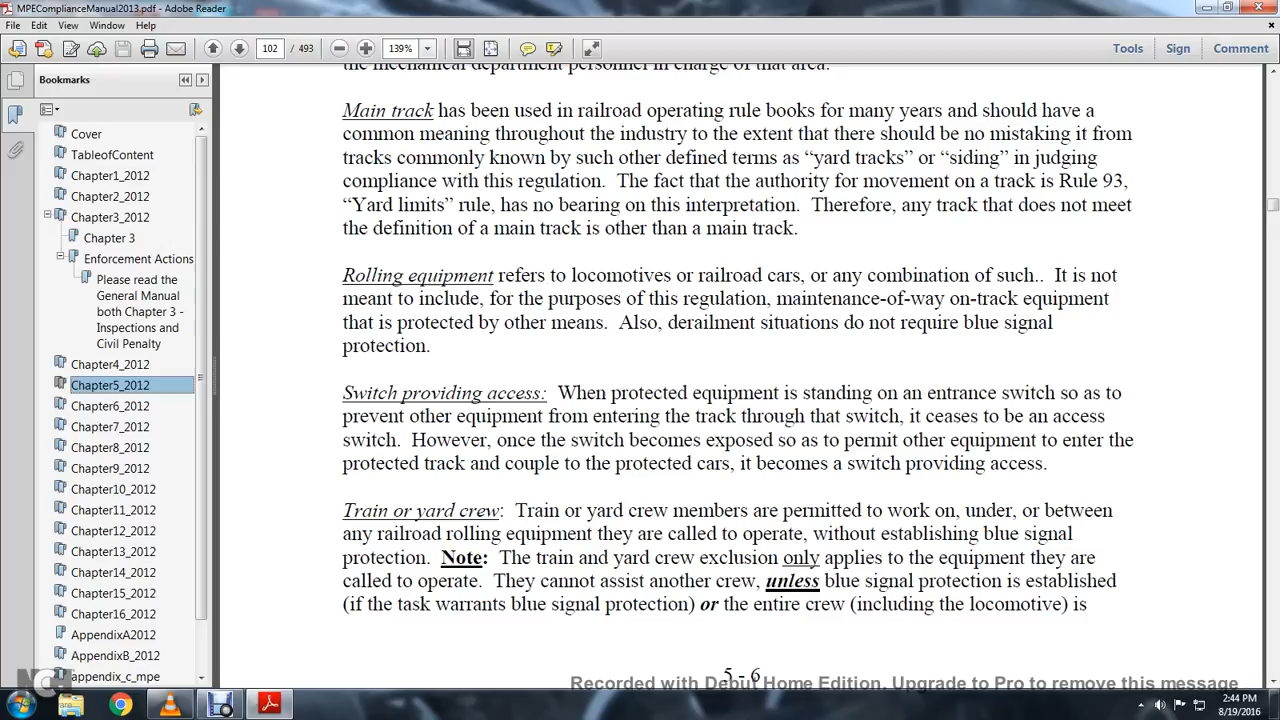 MPEComplianceManual2013.pdf - Adobe Reader
File Edit View Window Help
102 / 493 139% Tools Sign Comment
Bookmarks
Cover
TableofContent
Chapter1_2012
Chapter2_2012
Chapter3_2012
Chapter 3
Enforcement Actions
Please read the
General Manual
both Chapter 3 -
Inspections and
Civil Penalty
Chapter4_2012
Chapter5_2012
Chapter6_2012
Chapter7_2012
Chapter8_2012
Chapter9_2012
Chapter10_2012
Chapter11_2012
Chapter12_2012
Chapter13_2012
Chapter14_2012
Chapter15_2012
Chapter16_2012
AppendixA2012
AppendixB_2012
appendix_c_mpe
the mechanical department personnel in charge of that area.
Main track has been used in railroad operating rule books for many years and should have a
common meaning throughout the industry to the extent that there should be no mistaking it from
tracks commonly known by such other defined terms as “yard tracks” or “siding” in judging
compliance with this regulation. The fact that the authority for movement on a track is Rule 93,
“Yard limits” rule, has no bearing on this interpretation. Therefore, any track that does not meet
the definition of a main track is other than a main track.
Rolling equipment refers to locomotives or railroad cars, or any combination of such.. It is not
meant to include, for the purposes of this regulation, maintenance-of-way on-track equipment
that is protected by other means. Also, derailment situations do not require blue signal
protection.
Switch providing access: When protected equipment is standing on an entrance switch so as to
prevent other equipment from entering the track through that switch, it ceases to be an access
switch. However, once the switch becomes exposed so as to permit other equipment to enter the
protected track and couple to the protected cars, it becomes a switch providing access.
Train or yard crew: Train or yard crew members are permitted to work on, under, or between
any railroad rolling equipment they are called to operate, without establishing blue signal
protection. Note: The train and yard crew exclusion only applies to the equipment they are
called to operate. They cannot assist another crew, unless blue signal protection is established
(if the task warrants blue signal protection) or the entire crew (including the locomotive) is
5 - 6
Recorded with Debut Home Edition. Upgrade to Pro to remove this message
2:44 PM
8/19/2016